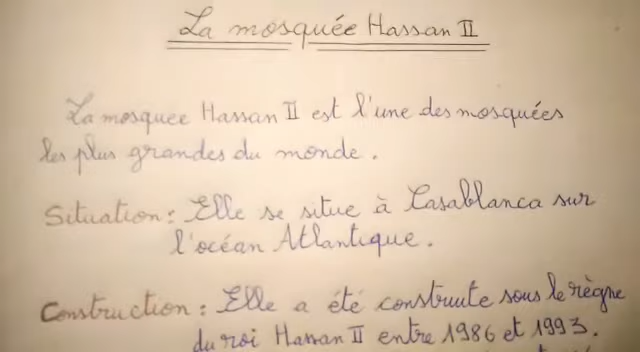 La mosquée Hassan II
La mosquee Hassan II est l'une des mosquées
les plus grandes du monde.
Situation : Elle se situe à Casablanca sur
l'océan Atlantique.
Construction : Elle a été construite sous le règne
du roi Hassan II entre 1986 et 1993.